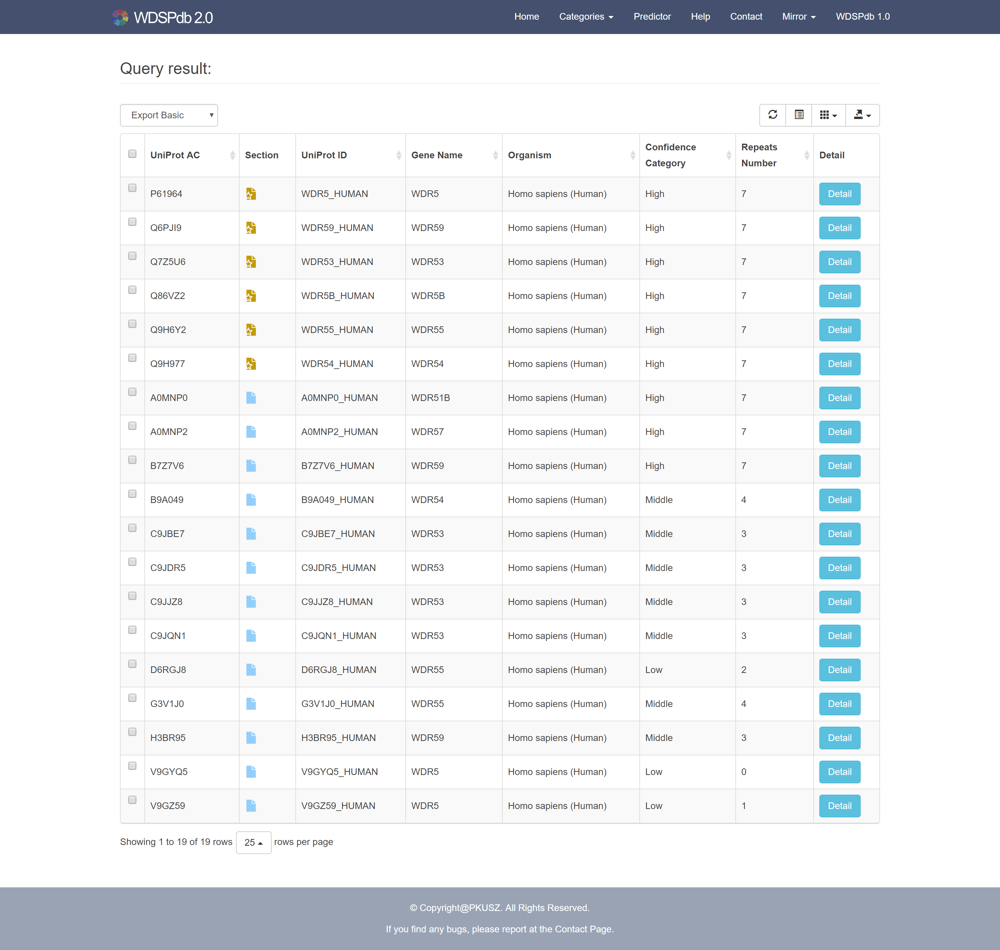 WDSPdb 2.0 Home Categories Predictor Help Contact Mirror WDSPdb 1.0
Query result:
Export Basic
UniProt AC Section UniProt ID Gene Name Organism Confidence Category Repeats Number Detail
P61964 WDR5_HUMAN WDR5 Homo sapiens (Human) High 7 Detail
Q6PJI9 WDR59_HUMAN WDR59 Homo sapiens (Human) High 7 Detail
Q7Z5U6 WDR53_HUMAN WDR53 Homo sapiens (Human) High 7 Detail
Q86VZ2 WDR5B_HUMAN WDR5B Homo sapiens (Human) High 7 Detail
Q9H6Y2 WDR55_HUMAN WDR55 Homo sapiens (Human) High 7 Detail
Q9H977 WDR54_HUMAN WDR54 Homo sapiens (Human) High 7 Detail
A0MNP0 A0MNP0_HUMAN WDR51B Homo sapiens (Human) High 7 Detail
A0MNP2 A0MNP2_HUMAN WDR57 Homo sapiens (Human) High 7 Detail
B7Z7V6 B7Z7V6_HUMAN WDR59 Homo sapiens (Human) High 7 Detail
B9A049 B9A049_HUMAN WDR54 Homo sapiens (Human) Middle 4 Detail
C9JBE7 C9JBE7_HUMAN WDR53 Homo sapiens (Human) Middle 3 Detail
C9JDR5 C9JDR5_HUMAN WDR53 Homo sapiens (Human) Middle 3 Detail
C9JJZ8 C9JJZ8_HUMAN WDR53 Homo sapiens (Human) Middle 3 Detail
C9JQN1 C9JQN1_HUMAN WDR53 Homo sapiens (Human) Middle 3 Detail
D6RGJ8 D6RGJ8_HUMAN WDR55 Homo sapiens (Human) Low 2 Detail
G3V1J0 G3V1J0_HUMAN WDR55 Homo sapiens (Human) Middle 4 Detail
H3BR95 H3BR95_HUMAN WDR59 Homo sapiens (Human) Middle 3 Detail
V9GYQ5 V9GYQ5_HUMAN WDR5 Homo sapiens (Human) Low 0 Detail
V9GZ59 V9GZ59_HUMAN WDR5 Homo sapiens (Human) Low 1 Detail
Showing 1 to 19 of 19 rows 25 rows per page
© Copyright@PKUSZ. All Rights Reserved.
If you find any bugs, please report at the Contact Page.